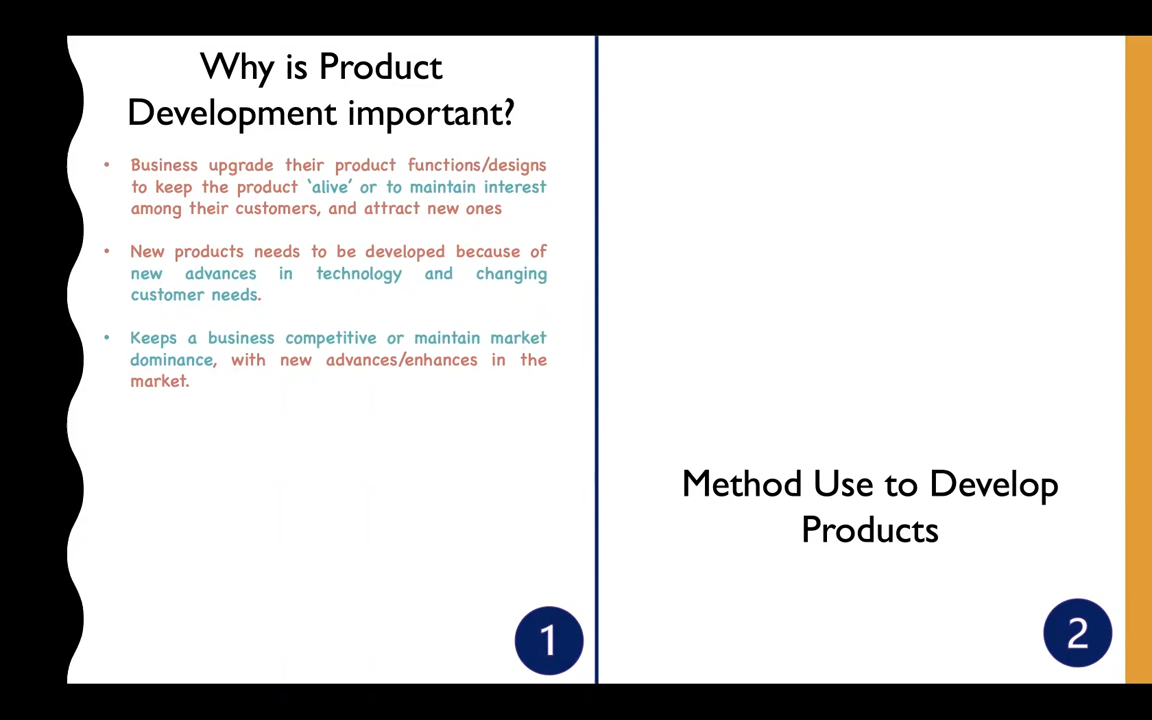 Why is Product
Development important?
• Business upgrade their product functions/designs
to keep the product ‘alive’ or to maintain interest
among their customers, and attract new ones
• New products needs to be developed because of
new advances in technology and changing
customer needs.
• Keeps a business competitive or maintain market
dominance, with new advances/enhances in the
market.
1
Method Use to Develop
Products
2